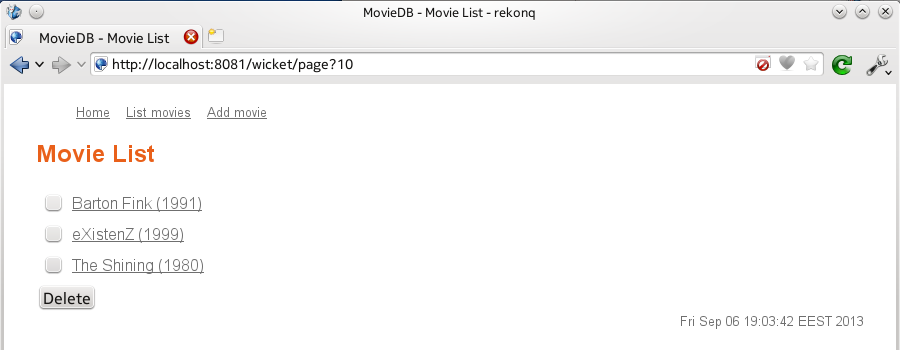 MovieDB - Movie List - rekonq
MovieDB - Movie List
http://localhost:8081/wicket/page?10
Home List movies Add movie
Movie List
Barton Fink (1991)
eXistenZ (1999)
The Shining (1980)
Delete
Fri Sep 06 19:03:42 EEST 2013